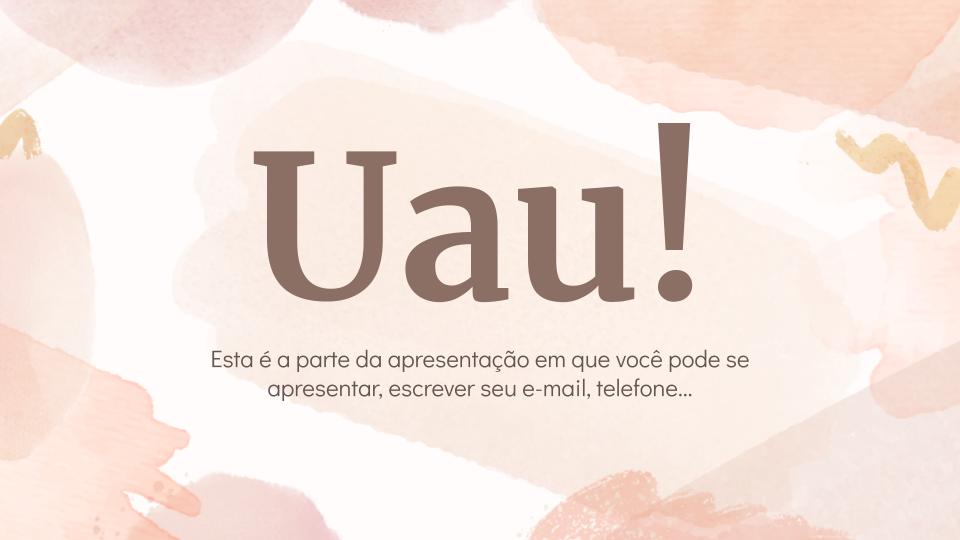 Uau!
Esta é a parte da apresentação em que você pode se
apresentar, escrever seu e-mail, telefone...